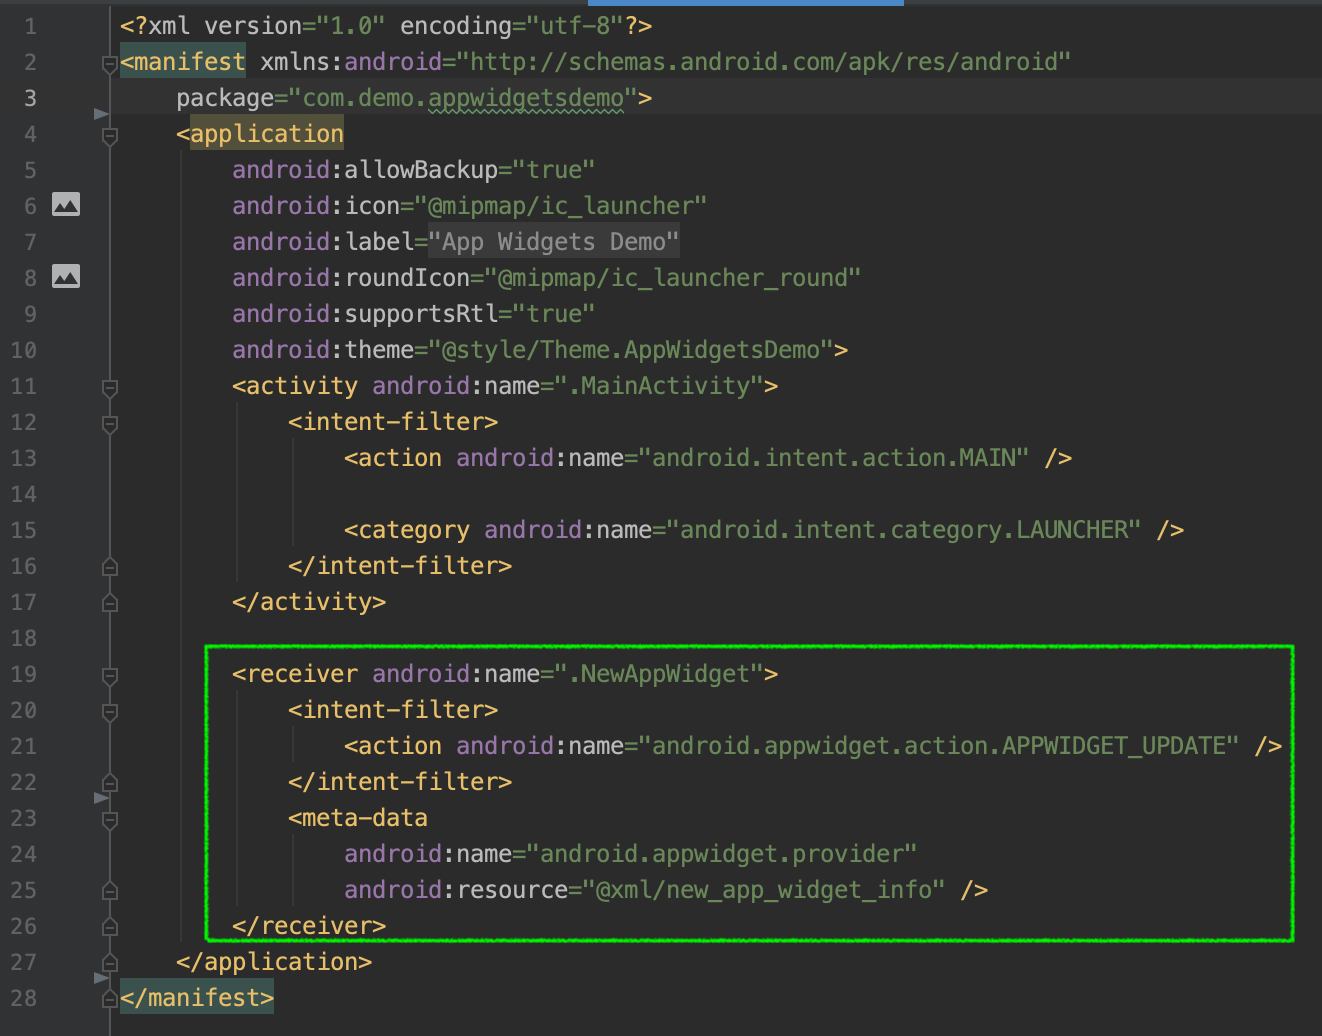 1 <?xml version="1.0" encoding="utf-8"?>
2 <manifest xmlns:android="http://schemas.android.com/apk/res/android"
3 package="com.demo.appwidgetsdemo">
4 <application
5 android:allowBackup="true"
6 android:icon="@mipmap/ic_launcher"
7 android:label="App Widgets Demo"
8 android:roundIcon="@mipmap/ic_launcher_round"
9 android:supportsRtl="true"
10 android:theme="@style/Theme.AppWidgetsDemo">
11 <activity android:name=".MainActivity">
12 <intent-filter>
13 <action android:name="android.intent.action.MAIN" />
14
15 <category android:name="android.intent.category.LAUNCHER" />
16 </intent-filter>
17 </activity>
18
19 <receiver android:name=".NewAppWidget">
20 <intent-filter>
21 <action android:name="android.appwidget.action.APPWIDGET_UPDATE" />
22 </intent-filter>
23 <meta-data
24 android:name="android.appwidget.provider"
25 android:resource="@xml/new_app_widget_info" />
26 </receiver>
27 </application>
28 </manifest>